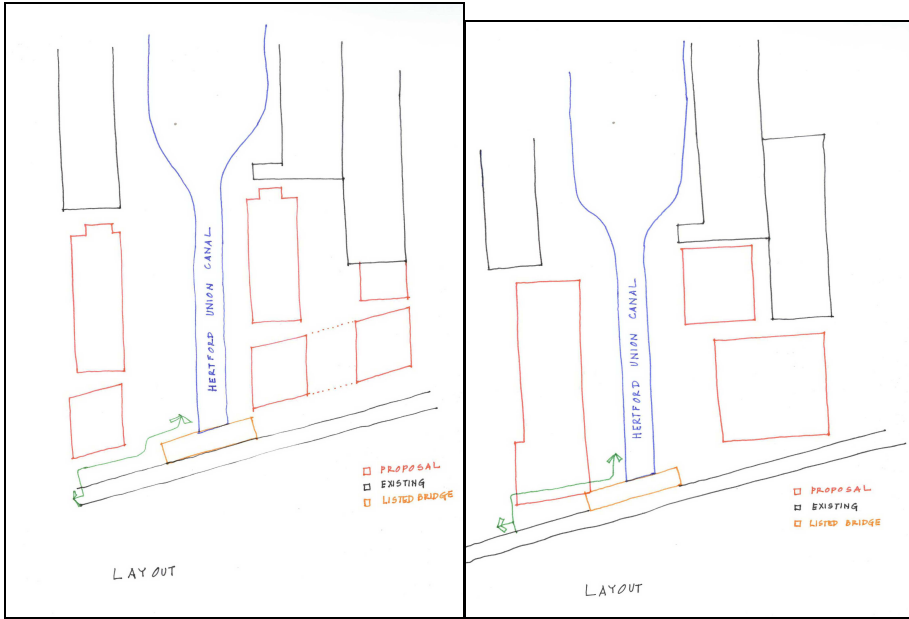 HERTFORD UNION CANAL
PROPOSAL
EXISTING
LISTED BRIDGE
LAYOUT
HERTFORD UNION CANAL
PROPOSAL
EXISTING
LISTED BRIDGE
LAYOUT